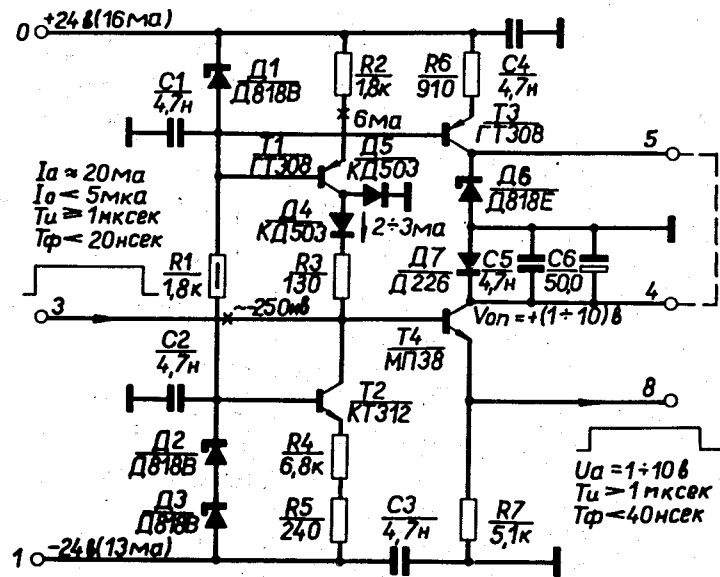 0
+24в(16ма)
C1
4,7н
Д1
Д818В
R2
1,8к
R6
910
C4
4,7н
6ма
T1
ГТ308
Д5
КД503
T3
ГТ308
5
Iа ≈ 20ма
Iо < 5мка
Tи ≥ 1мксек
Tф < 20нсек
Д4
КД503
2÷3ма
Д6
Д818Е
R1
1,8к
R3
130
Д7
Д226
C5
4,7н
C6
50,0
3
~-250мв
4
Vоп=+(1÷10)в
C2
4,7н
T4
МП38
T2
КТ312
8
Д2
Д818В
R4
6,8к
Uа=1÷10в
Tи > 1мксек
Tф < 40нсек
Д3
Д818В
R5
240
C3
4,7н
R7
5,1к
1
-24в(13ма)